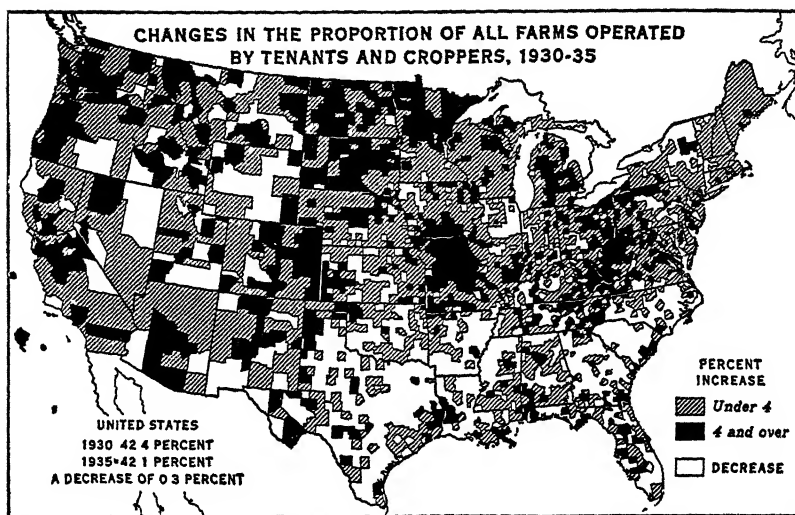 CHANGES IN THE PROPORTION OF ALL FARMS OPERATED
BY TENANTS AND CROPPERS, 1930-35
PERCENT
INCREASE
Under 4
4 and over
DECREASE
UNITED STATES
1930 42 4 PERCENT
1935 42 1 PERCENT
A DECREASE OF 0 3 PERCENT